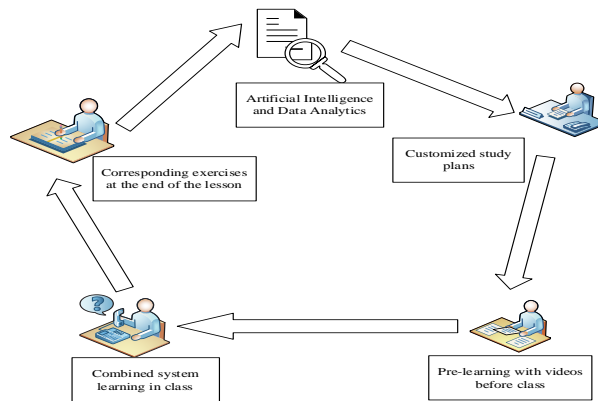 Artificial Intelligence
and Data Analytics
Customized study
plans
Corresponding exercises
at the end of the lesson
Combined system
learning in class
Pre-learning with videos
before class
?